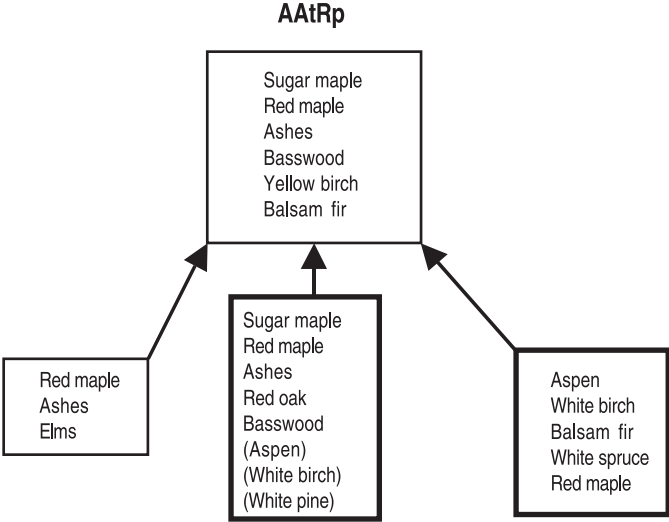 AAtRp
Sugar maple
Red maple
Ashes
Basswood
Yellow birch
Balsam fir
Red maple
Ashes
Elms
Sugar maple
Red maple
Ashes
Red oak
Basswood
(Aspen)
(White birch)
(White pine)
Aspen
White birch
Balsam fir
White spruce
Red maple